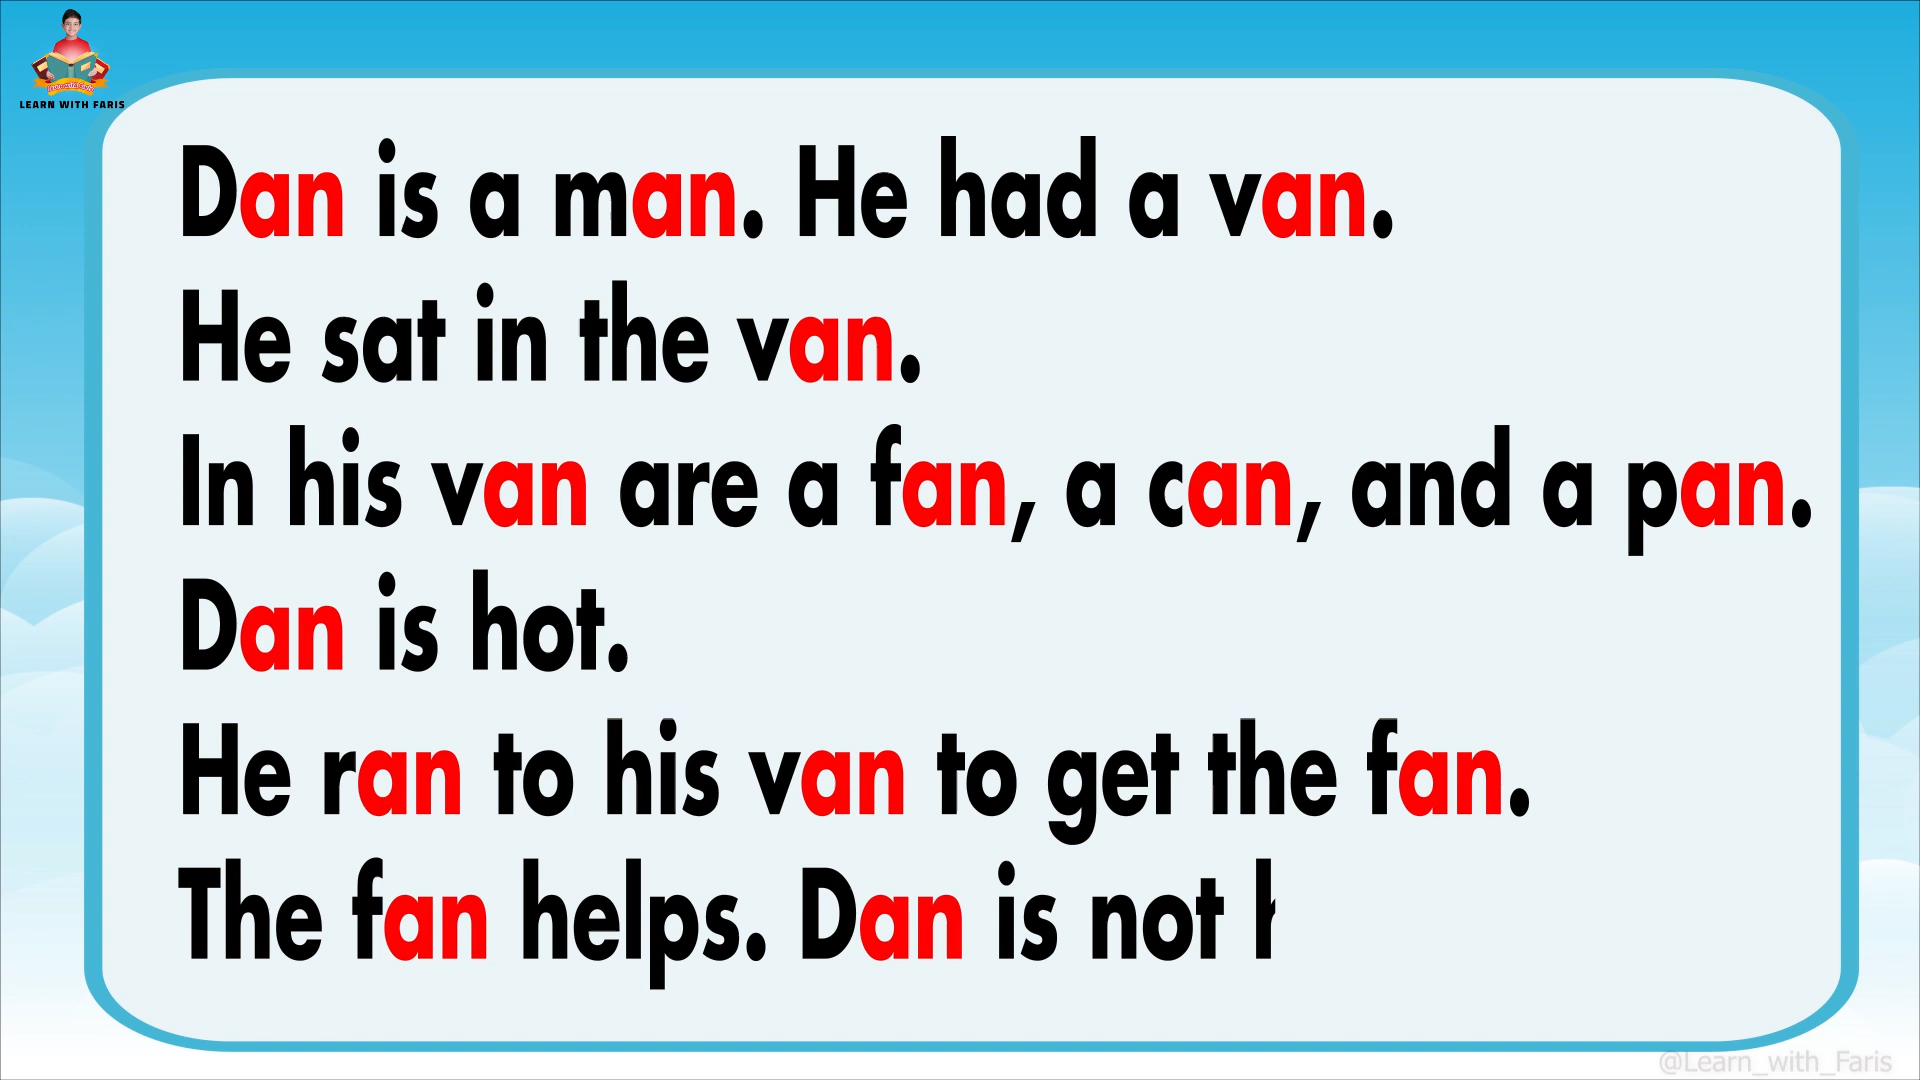 LEARN WITH FARIS
Dan is a man. He had a van.
He sat in the van.
In his van are a fan, a can, and a pan.
Dan is hot.
He ran to his van to get the fan.
The fan helps. Dan is not
@Learn_with_Faris